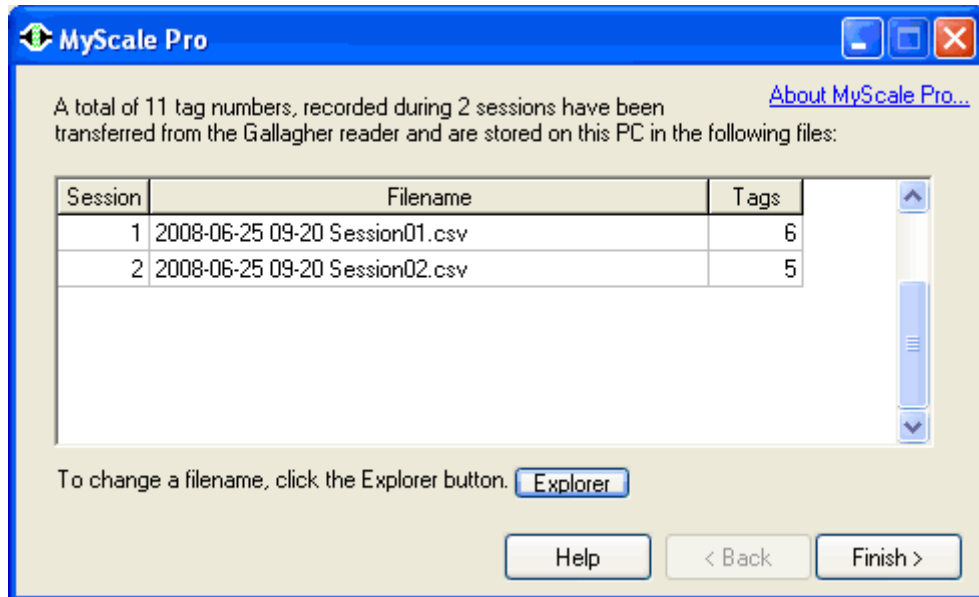 MyScale Pro
About MyScale Pro...
A total of 11 tag numbers, recorded during 2 sessions have been
transferred from the Gallagher reader and are stored on this PC in the following files:
Session Filename Tags
1 2008-06-25 09-20 Session01.csv 6
2 2008-06-25 09-20 Session02.csv 5
To change a filename, click the Explorer button. Explorer
Help < Back Finish >